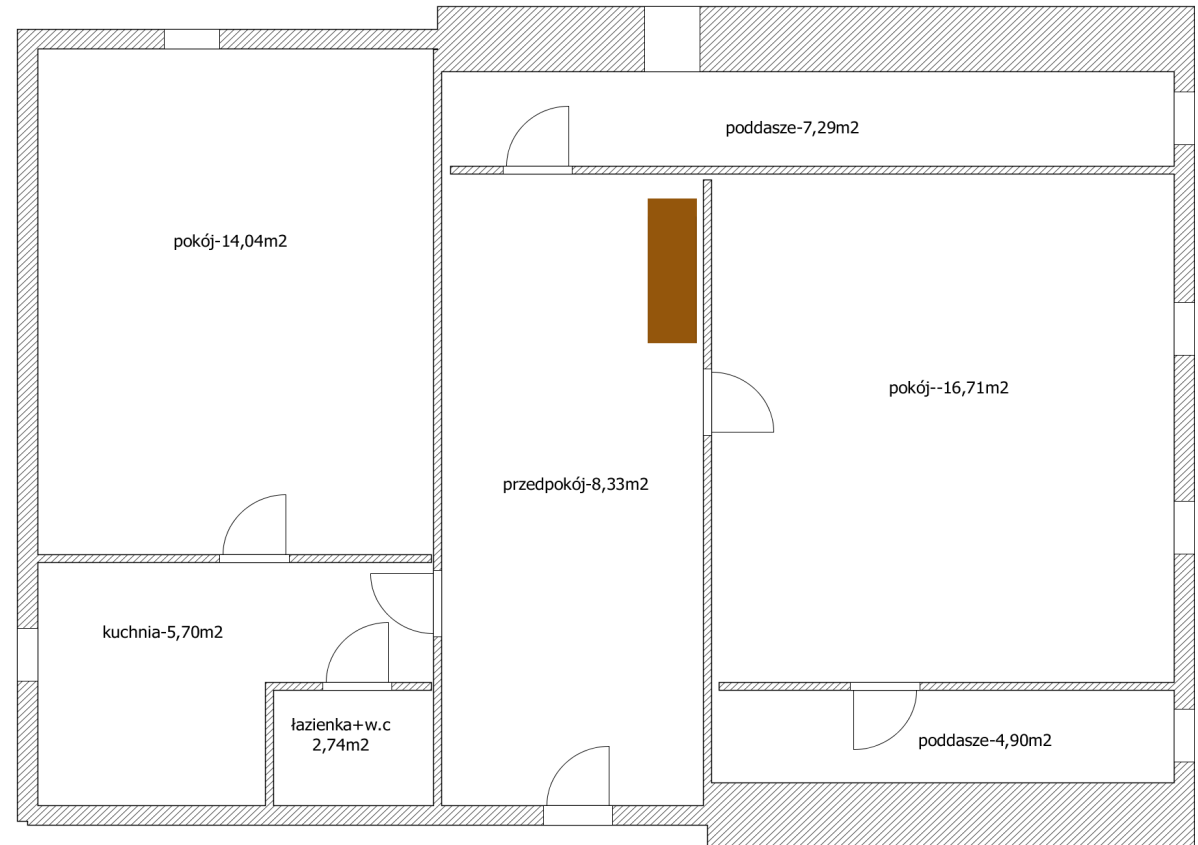 poddasze-7,29m2
pokój-14,04m2
pokój--16,71m2
przedpokój-8,33m2
kuchnia-5,70m2
łazienka+w.c
2,74m2
poddasze-4,90m2